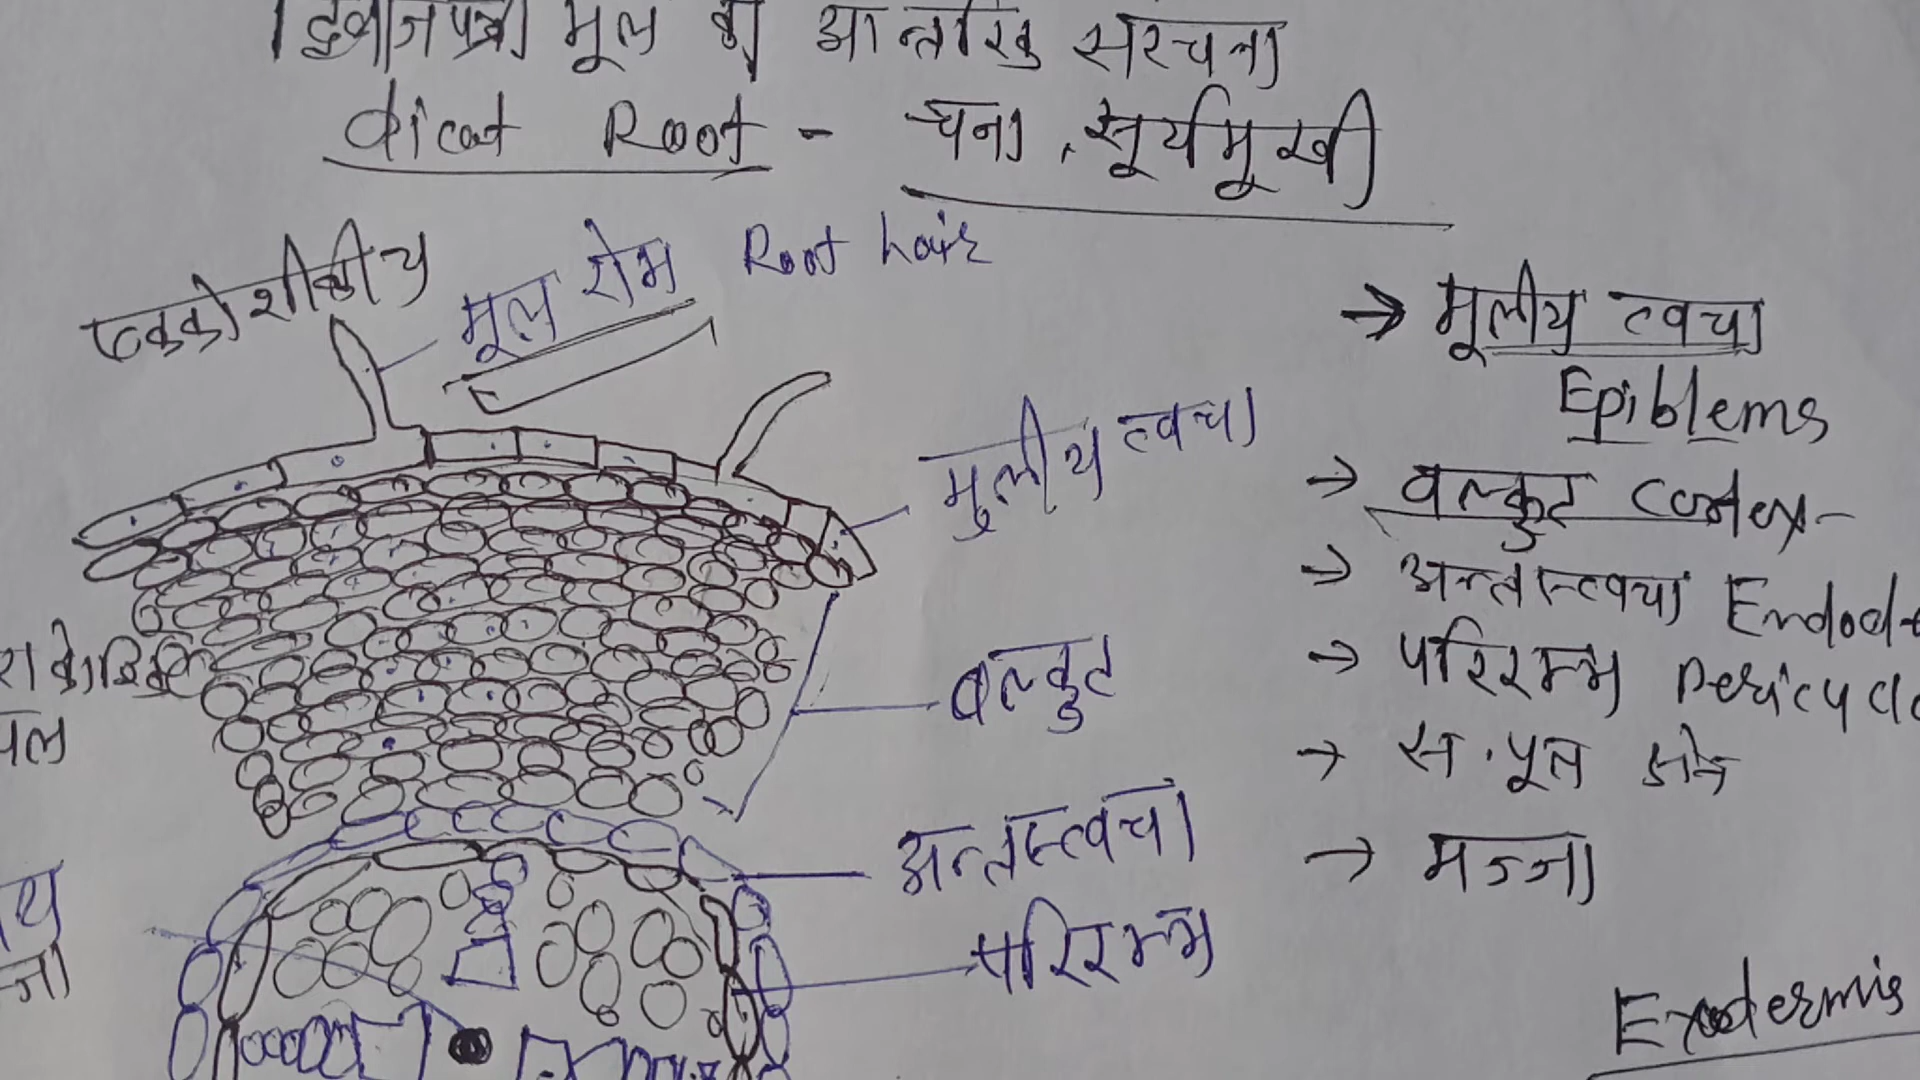 द्विबीजपत्री मूल की आन्तरिक संरचना
dicot Root - चना, सूर्यमुखी
एककोशीकीय
मूल रोम Root hair
मूलीय त्वचा
वल्कुट
अन्तस्त्वचा
परिरम्भ
→ मूलीय त्वचा
Epiblems
→ वल्कुट Cortex-
→ अन्तस्त्वचा Endode
→ परिरम्भ Pericycle
→ स. पूल
→ मज्जा
Exodermis